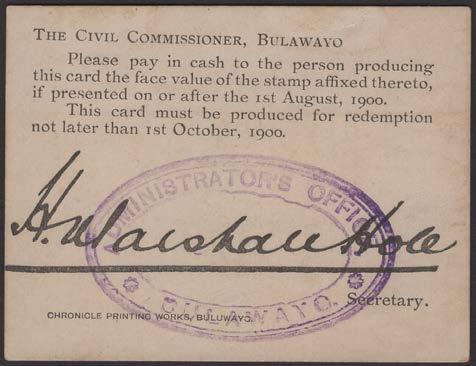 THE CIVIL COMMISSIONER, BULAWAYO
Please pay in cash to the person producing
this card the face value of the stamp affixed thereto,
if presented on or after the 1st August, 1900.
This card must be produced for redemption
not later than 1st October, 1900.
ADMINISTRATOR'S OFFICE
H. Marshall Hole
BULAWAYO.
Secretary.
CHRONICLE PRINTING WORKS, BULUWAYO.